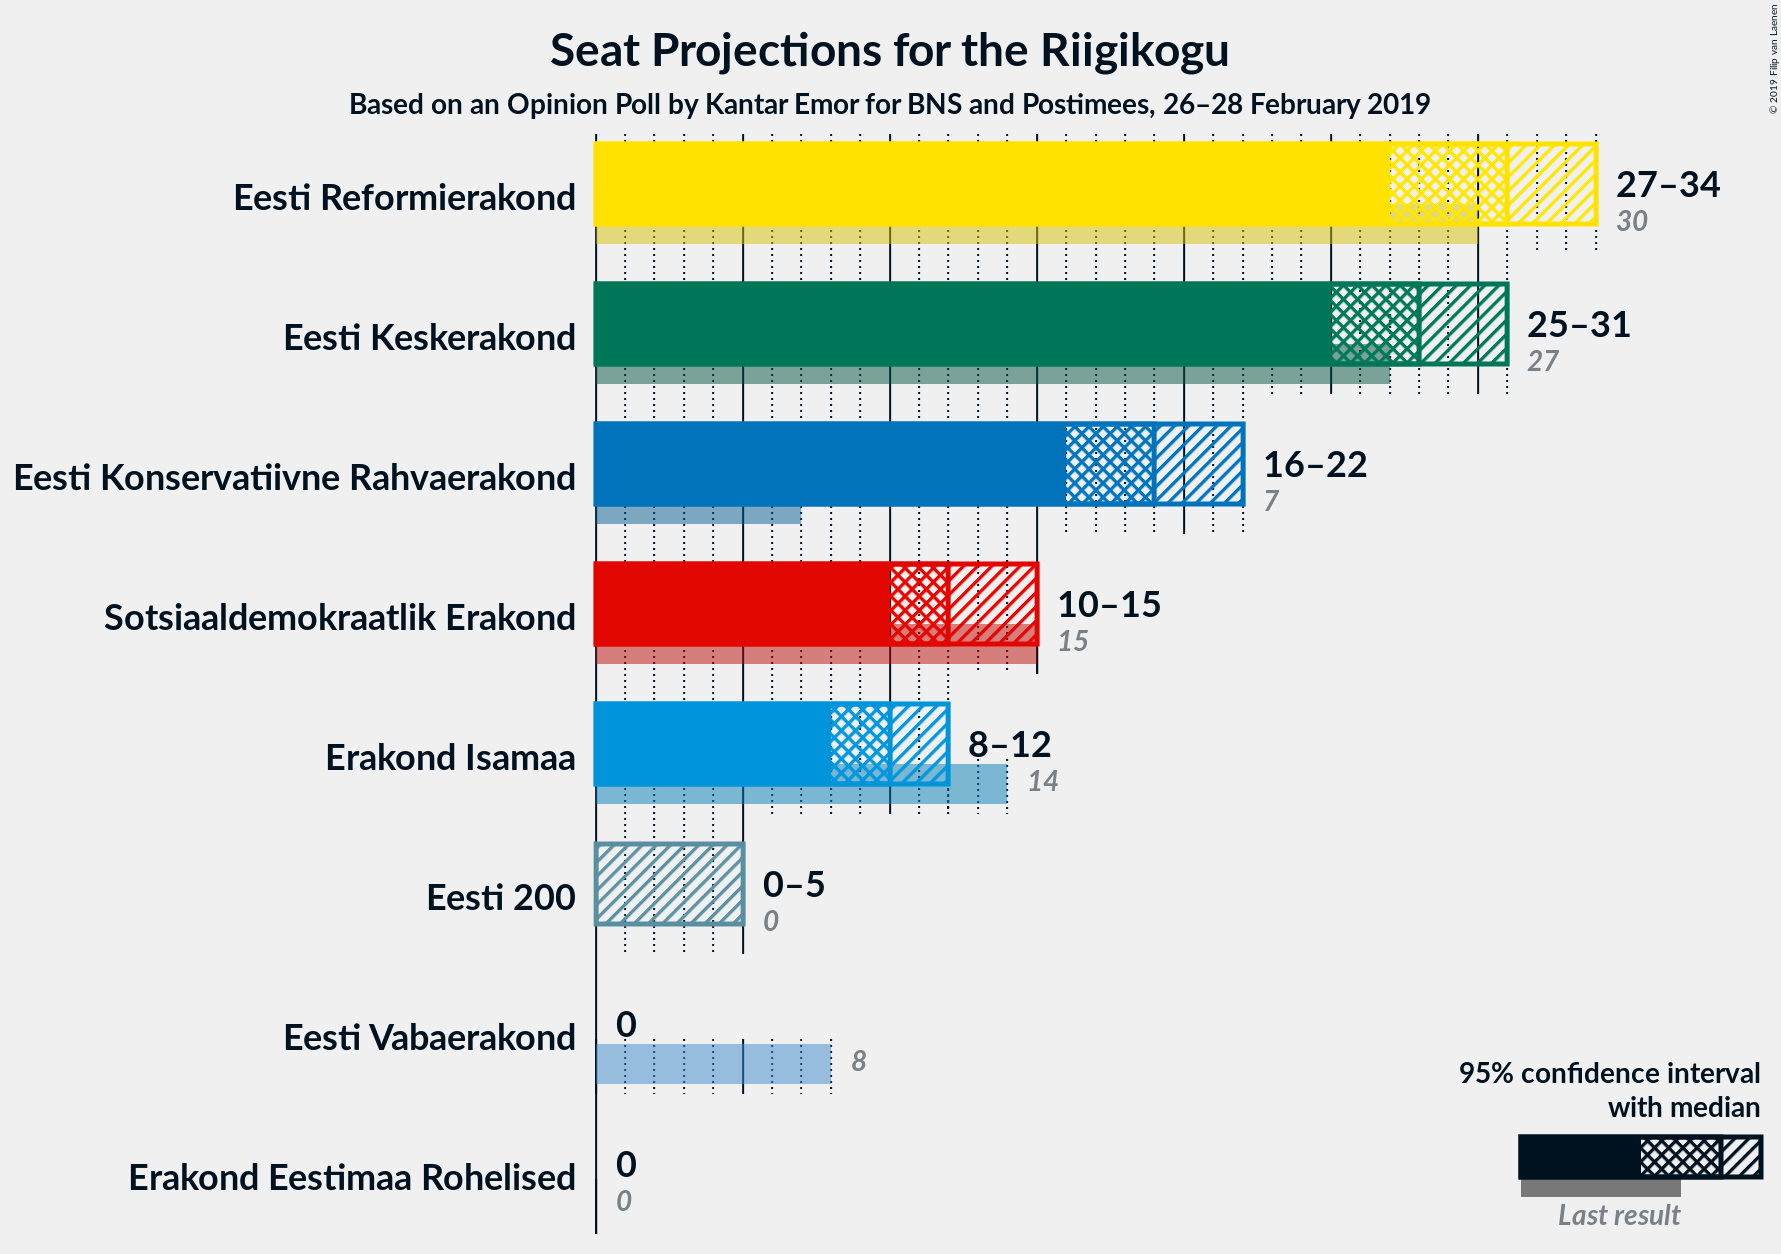 Seat Projections for the Riigikogu
Based on an Opinion Poll by Kantar Emor for BNS and Postimees, 26–28 February 2019
© 2019 Filip van Laenen
Eesti Reformierakond
27–34
30
Eesti Keskerakond
25–31
27
Eesti Konservatiivne Rahvaerakond
16–22
7
Sotsiaaldemokraatlik Erakond
10–15
15
Erakond Isamaa
8–12
14
Eesti 200
0–5
0
Eesti Vabaerakond
0
8
Erakond Eestimaa Rohelised
0
0
95% confidence interval
with median
Last result